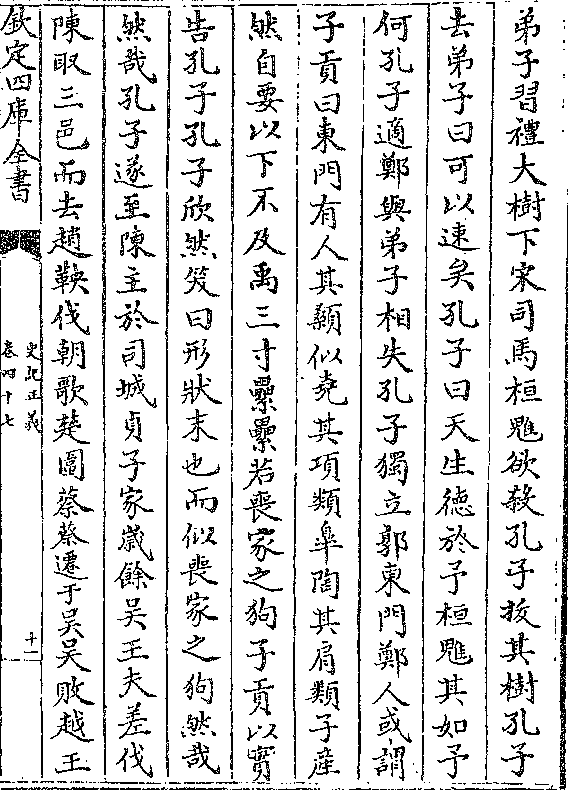 弟子習禮大樹下宋司馬桓魋欲殺孔子拔其樹孔子
去弟子曰可以速矣孔子曰天生德於予桓魋其如予
何孔子適鄭與弟子相失孔子獨立郭東門鄭人或謂
子貢曰東門有人其顙似堯其項類臯陶其肩類子產
然自要以下不及禹三寸纍纍若喪家之狗子貢以實
告孔子孔子欣然笑曰形狀末也而似喪家之狗然哉
然哉孔子遂至陳主於司城貞子家歲餘吳王夫差伐
陳取三邑而去趙鞅伐朝歌楚圍蔡蔡遷于吳吳敗越王
欽定四庫全書
史記正義
卷四十七
十一